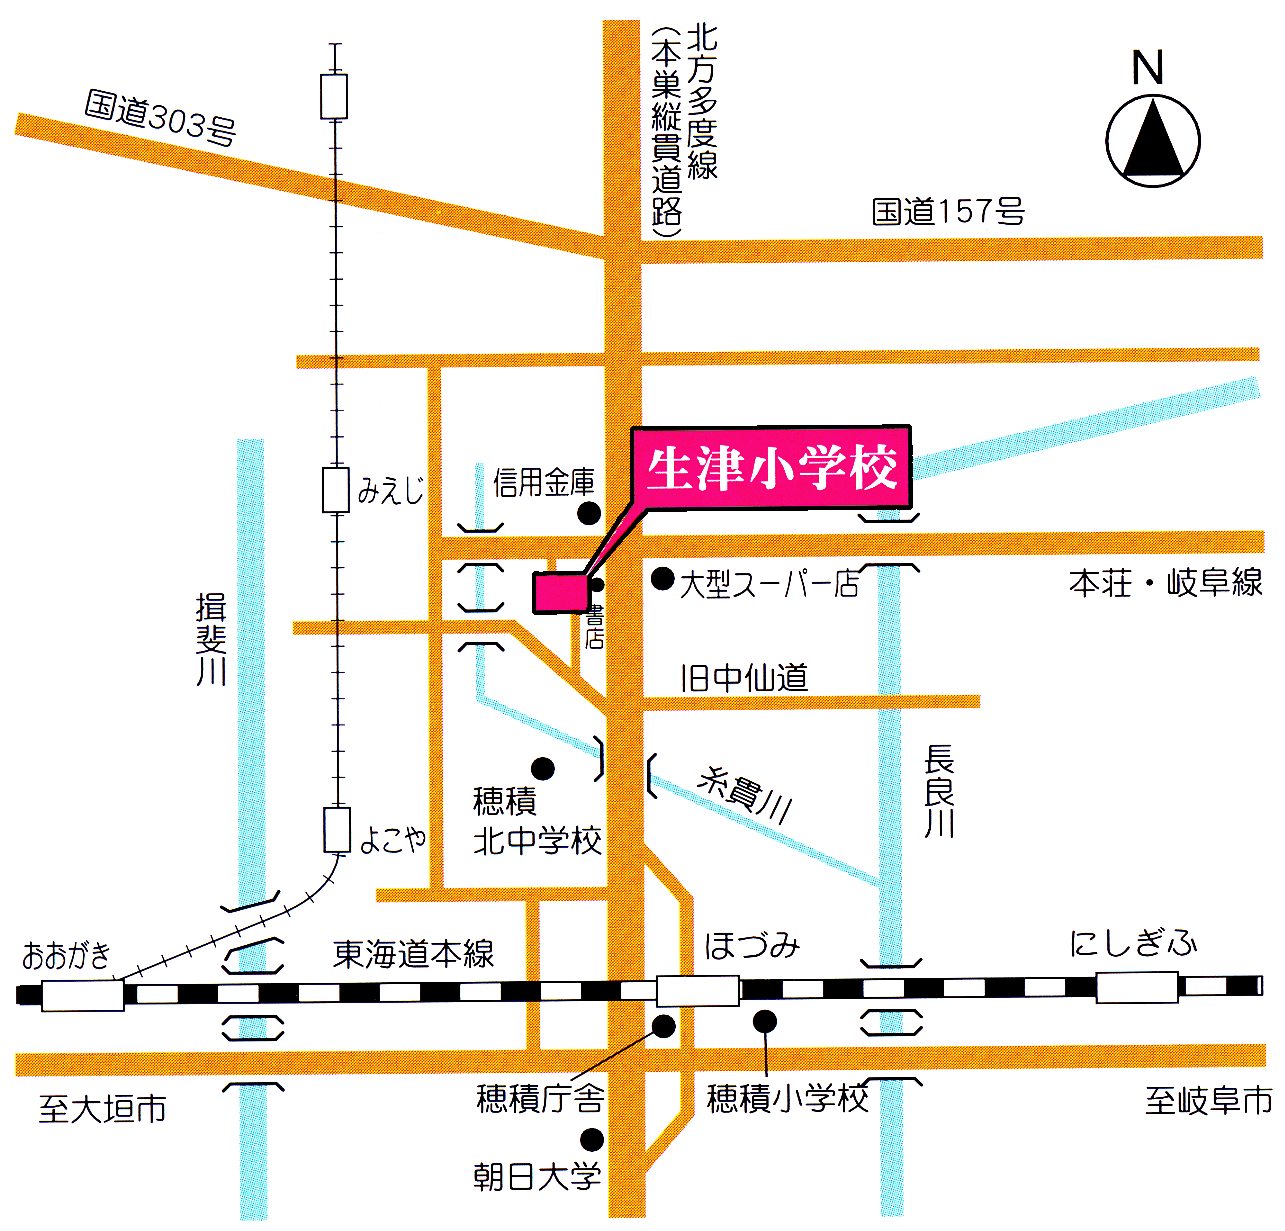 北方多度線
(本巣縦貫道路)
N
国道303号
国道157号
生津小学校
信用金庫
みえじ
大型スーパー店
本荘・岐阜線
書店
揖斐川
旧中仙道
長良川
糸貫川
穂積
北中学校
よこや
おおがき
東海道本線
ほづみ
にしぎふ
穂積庁舎
穂積小学校
至大垣市
至岐阜市
朝日大学